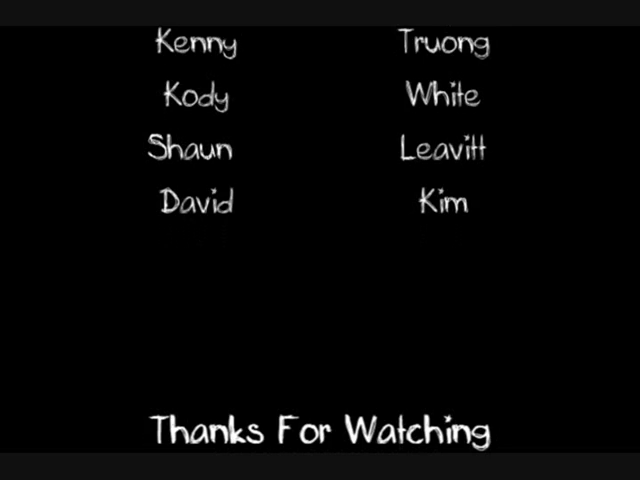 Kenny Truong
Kody White
Shaun Leavitt
David Kim
Thanks For Watching